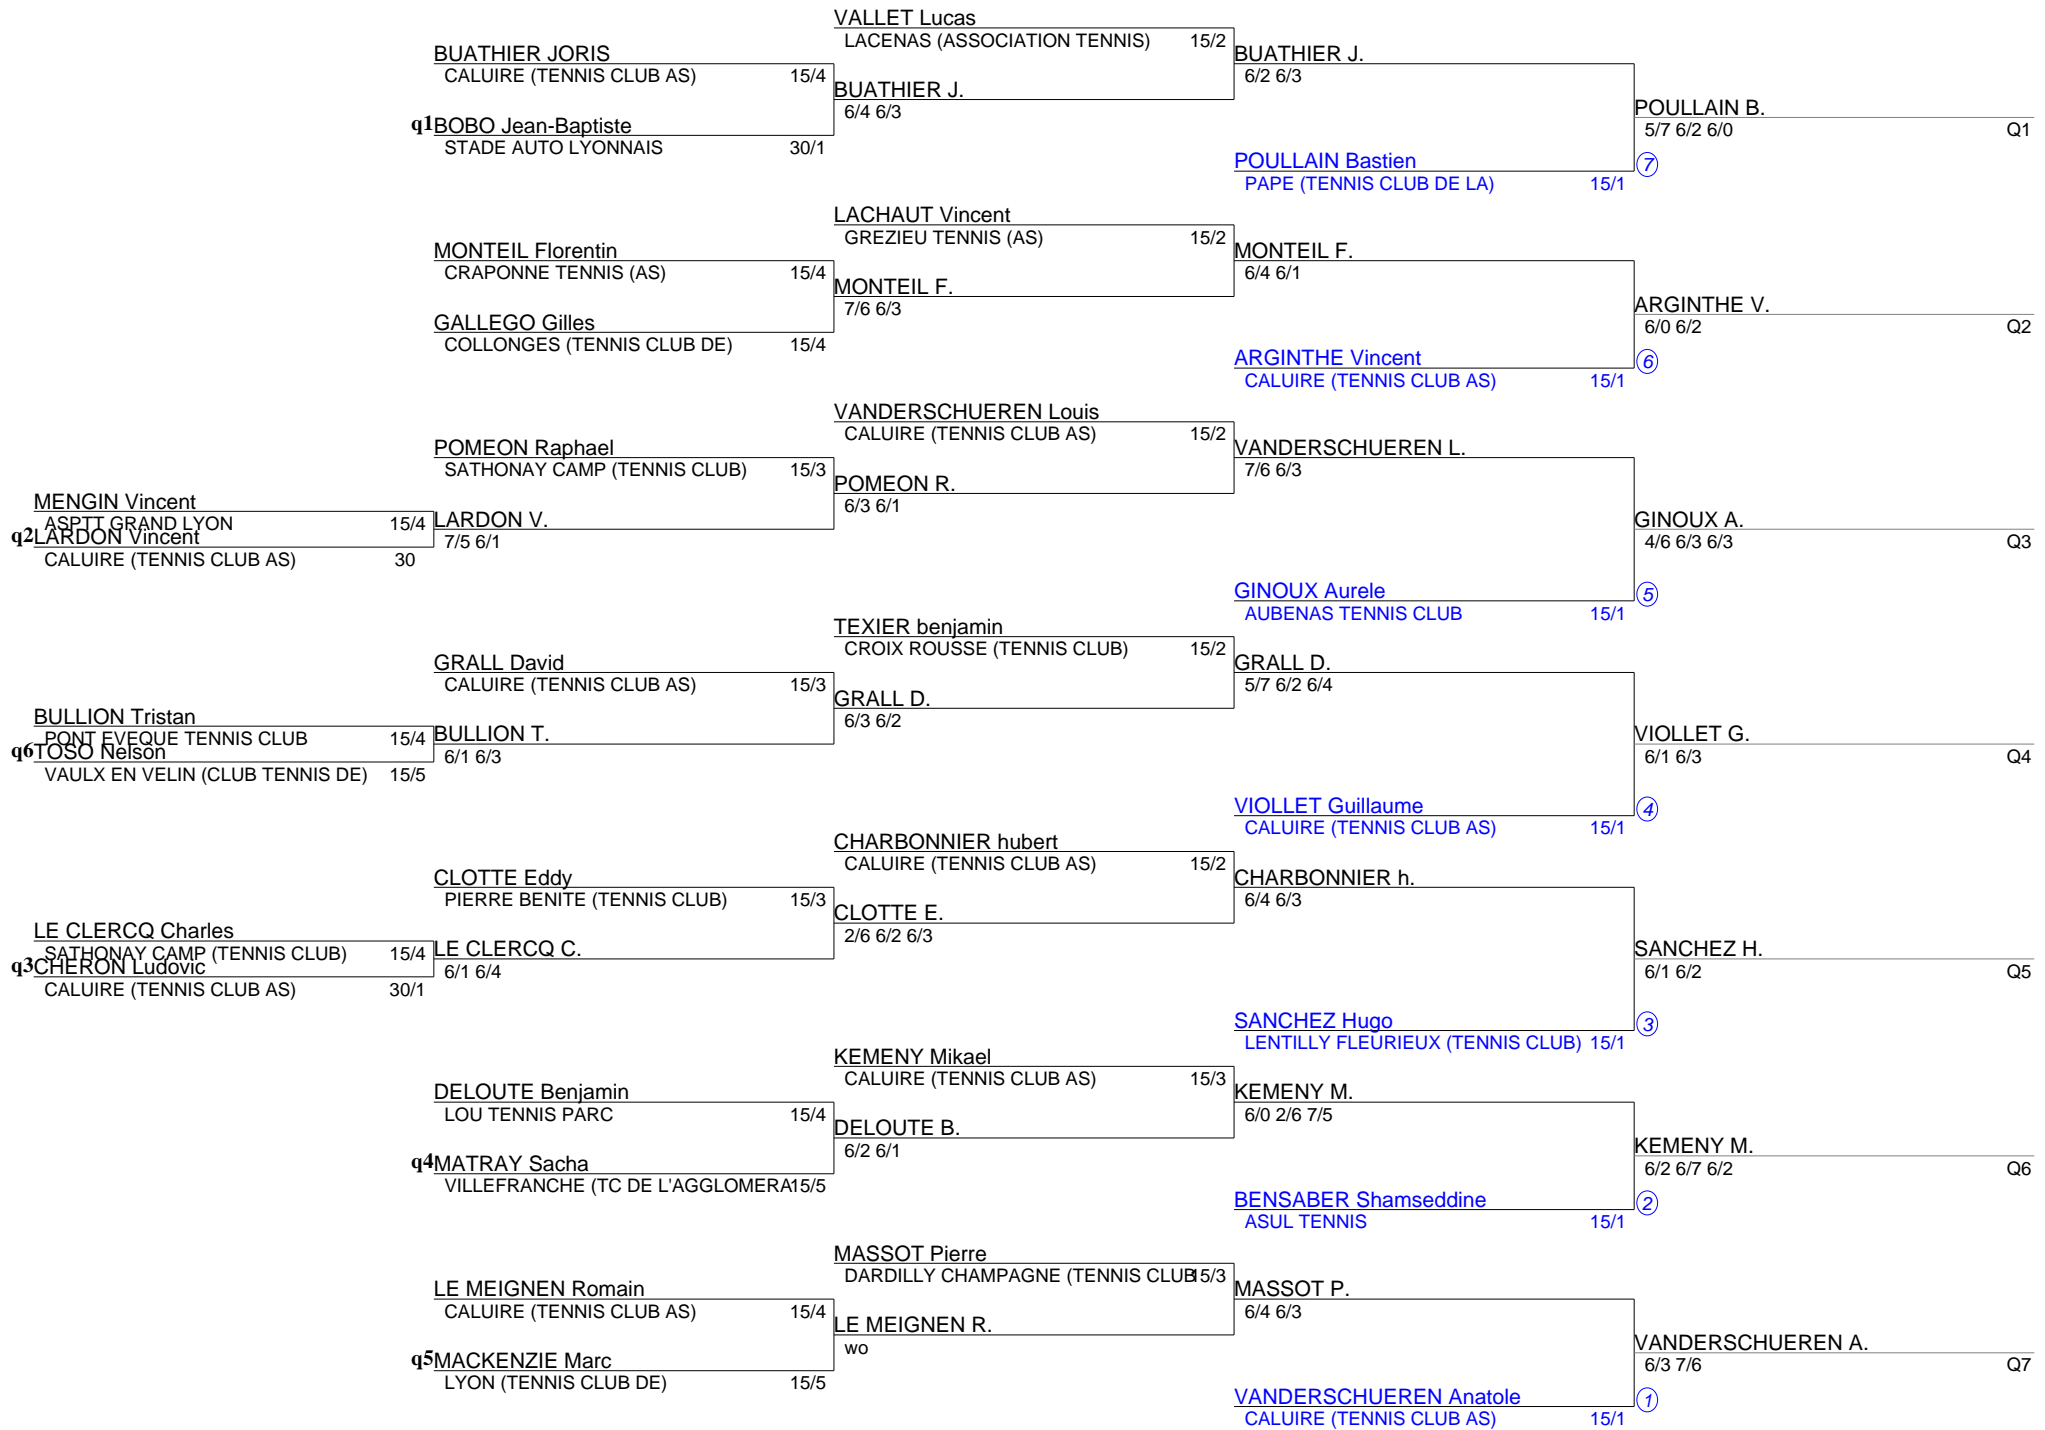 VALLET Lucas
LACENAS (ASSOCIATION TENNIS) 15/2
BUATHIER JORIS
CALUIRE (TENNIS CLUB AS) 15/4
BUATHIER J.
6/2 6/3
BUATHIER J.
6/4 6/3
q1 BOBO Jean-Baptiste
STADE AUTO LYONNAIS 30/1
POULLAIN B.
5/7 6/2 6/0 Q1
POULLAIN Bastien 7
PAPE (TENNIS CLUB DE LA) 15/1
LACHAUT Vincent
GREZIEU TENNIS (AS) 15/2
MONTEIL Florentin
CRAPONNE TENNIS (AS) 15/4
MONTEIL F.
6/4 6/1
MONTEIL F.
7/6 6/3
GALLEGO Gilles
COLLONGES (TENNIS CLUB DE) 15/4
ARGINTHE V.
6/0 6/2 Q2
ARGINTHE Vincent 6
CALUIRE (TENNIS CLUB AS) 15/1
VANDERSCHUEREN Louis
CALUIRE (TENNIS CLUB AS) 15/2
POMEON Raphael
SATHONAY CAMP (TENNIS CLUB) 15/3
VANDERSCHUEREN L.
7/6 6/3
POMEON R.
6/3 6/1
MENGIN Vincent
ASPTT GRAND LYON 15/4
q2 LARDON Vincent
CALUIRE (TENNIS CLUB AS) 30
LARDON V.
7/5 6/1
GINOUX A.
4/6 6/3 6/3 Q3
GINOUX Aurele 5
AUBENAS TENNIS CLUB 15/1
TEXIER benjamin
CROIX ROUSSE (TENNIS CLUB) 15/2
GRALL David
CALUIRE (TENNIS CLUB AS) 15/3
GRALL D.
5/7 6/2 6/4
GRALL D.
6/3 6/2
BULLION Tristan
PONT EVEQUE TENNIS CLUB 15/4
q6 TOSO Nelson
VAULX EN VELIN (CLUB TENNIS DE) 15/5
BULLION T.
6/1 6/3
VIOLLET G.
6/1 6/3 Q4
VIOLLET Guillaume 4
CALUIRE (TENNIS CLUB AS) 15/1
CHARBONNIER hubert
CALUIRE (TENNIS CLUB AS) 15/2
CLOTTE Eddy
PIERRE BENITE (TENNIS CLUB) 15/3
CHARBONNIER h.
6/4 6/3
CLOTTE E.
2/6 6/2 6/3
LE CLERCQ Charles
SATHONAY CAMP (TENNIS CLUB) 15/4
q3 CHERON Ludovic
CALUIRE (TENNIS CLUB AS) 30/1
LE CLERCQ C.
6/1 6/4
SANCHEZ H.
6/1 6/2 Q5
SANCHEZ Hugo 3
LENTILLY FLEURIEUX (TENNIS CLUB) 15/1
KEMENY Mikael
CALUIRE (TENNIS CLUB AS) 15/3
DELOUTE Benjamin
LOU TENNIS PARC 15/4
KEMENY M.
6/0 2/6 7/5
DELOUTE B.
6/2 6/1
q4 MATRAY Sacha
VILLEFRANCHE (TC DE L'AGGLOMERA 15/5
KEMENY M.
6/2 6/7 6/2 Q6
BENSABER Shamseddine 2
ASUL TENNIS 15/1
MASSOT Pierre
DARDILLY CHAMPAGNE (TENNIS CLUB 15/3
LE MEIGNEN Romain
CALUIRE (TENNIS CLUB AS) 15/4
MASSOT P.
6/4 6/3
LE MEIGNEN R.
wo
q5 MACKENZIE Marc
LYON (TENNIS CLUB DE) 15/5
VANDERSCHUEREN A.
6/3 7/6 Q7
VANDERSCHUEREN Anatole 1
CALUIRE (TENNIS CLUB AS) 15/1